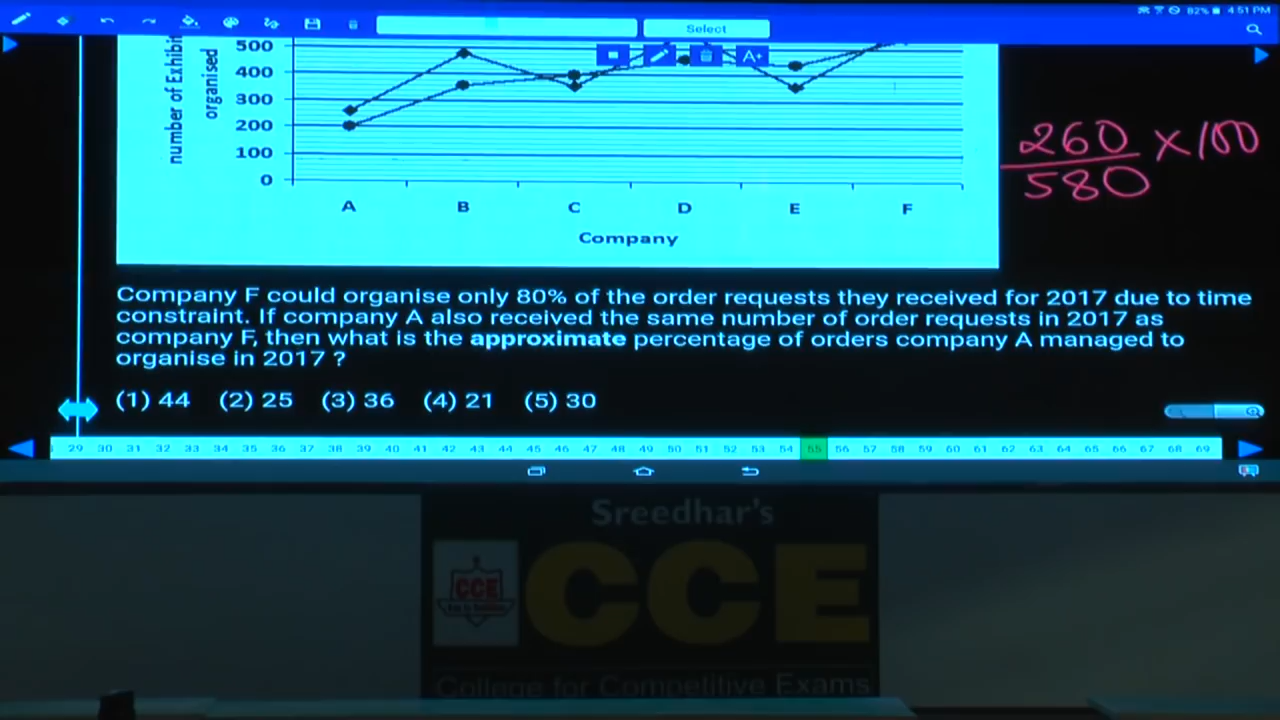 82% 4:51 PM
Select
A+
number of Exhibit
organised
500
400
300
200
100
0
A B C D E F
Company
260
580
×100
Company F could organise only 80% of the order requests they received for 2017 due to time
constraint. If company A also received the same number of order requests in 2017 as
company F, then what is the approximate percentage of orders company A managed to
organise in 2017 ?
(1) 44 (2) 25 (3) 36 (4) 21 (5) 30
29 30 31 32 33 34 35 36 37 38 39 40 41 42 43 44 45 46 47 48 49 50 51 52 53 54 55 56 57 58 59 60 61 62 63 64 65 66 67 68 69
Sreedhar's
CCE
CCE
College for Competitive Exams